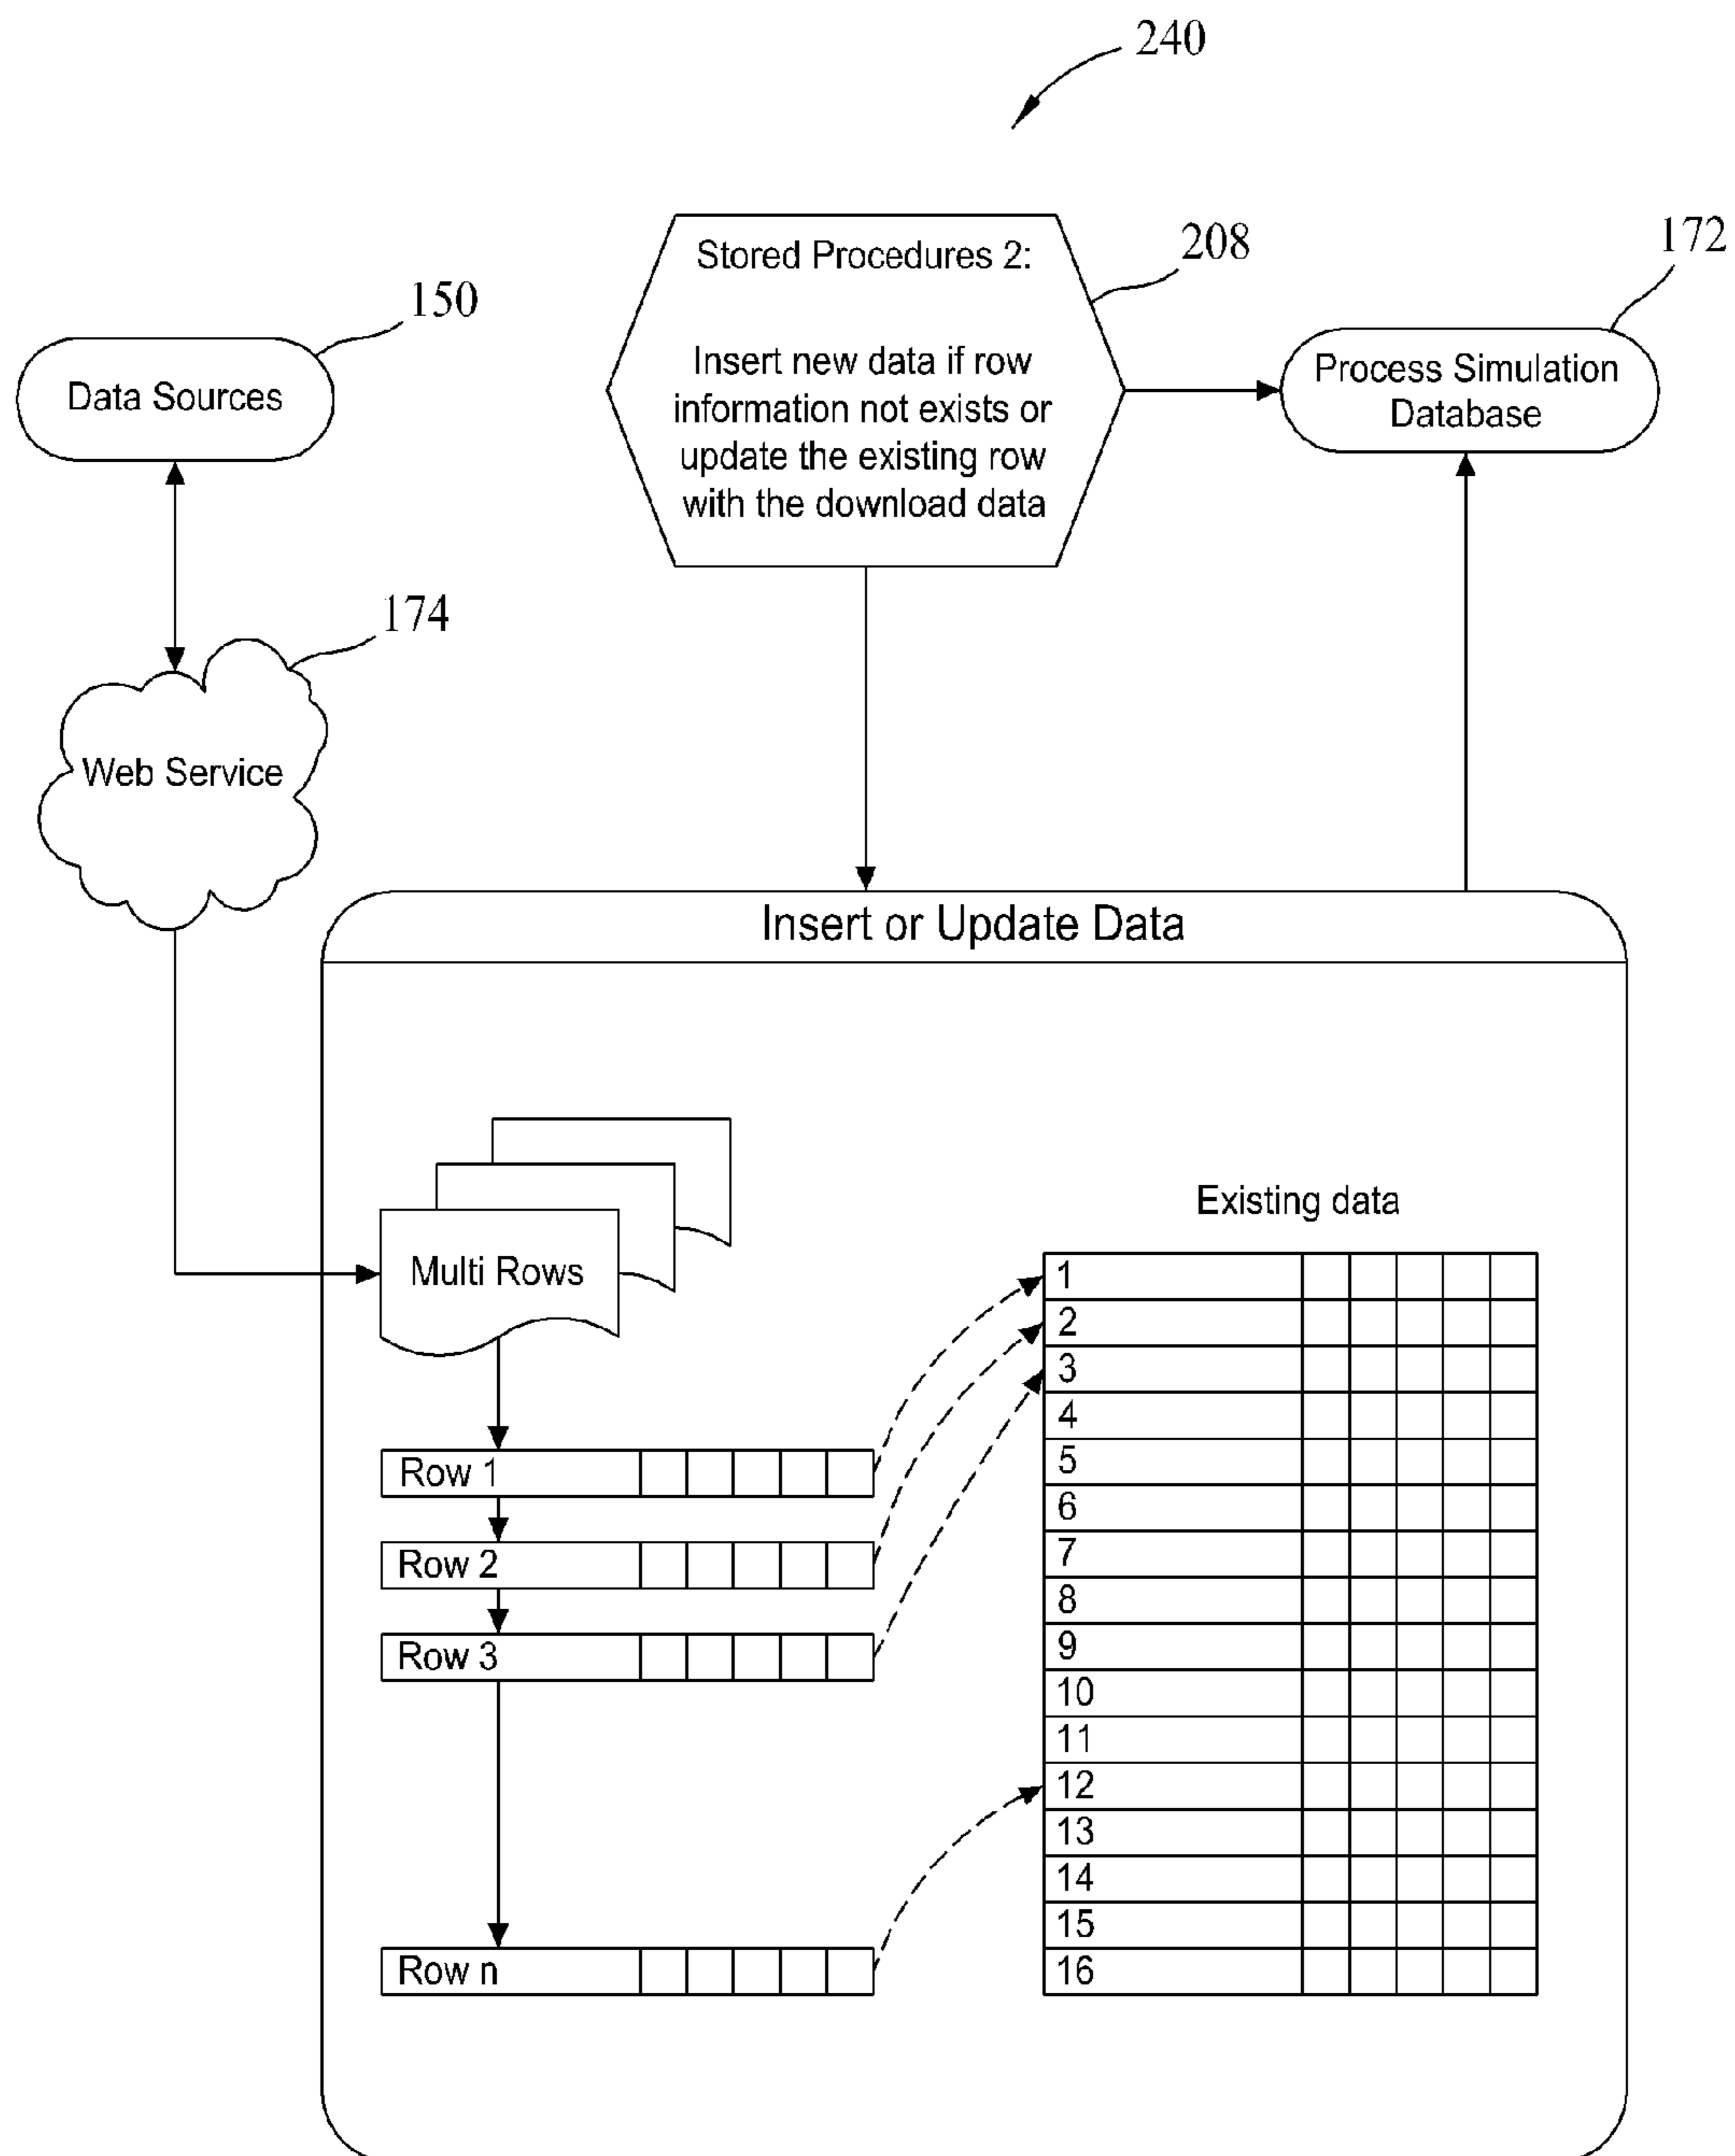 240
Stored Procedures 2:
Insert new data if row
information not exists or
update the existing row
with the download data
208
172
Process Simulation
Database
150
Data Sources
174
Web Service
Insert or Update Data
Multi Rows
Row 1
Row 2
Row 3
Row n
Existing data
1
2
3
4
5
6
7
8
9
10
11
12
13
14
15
16